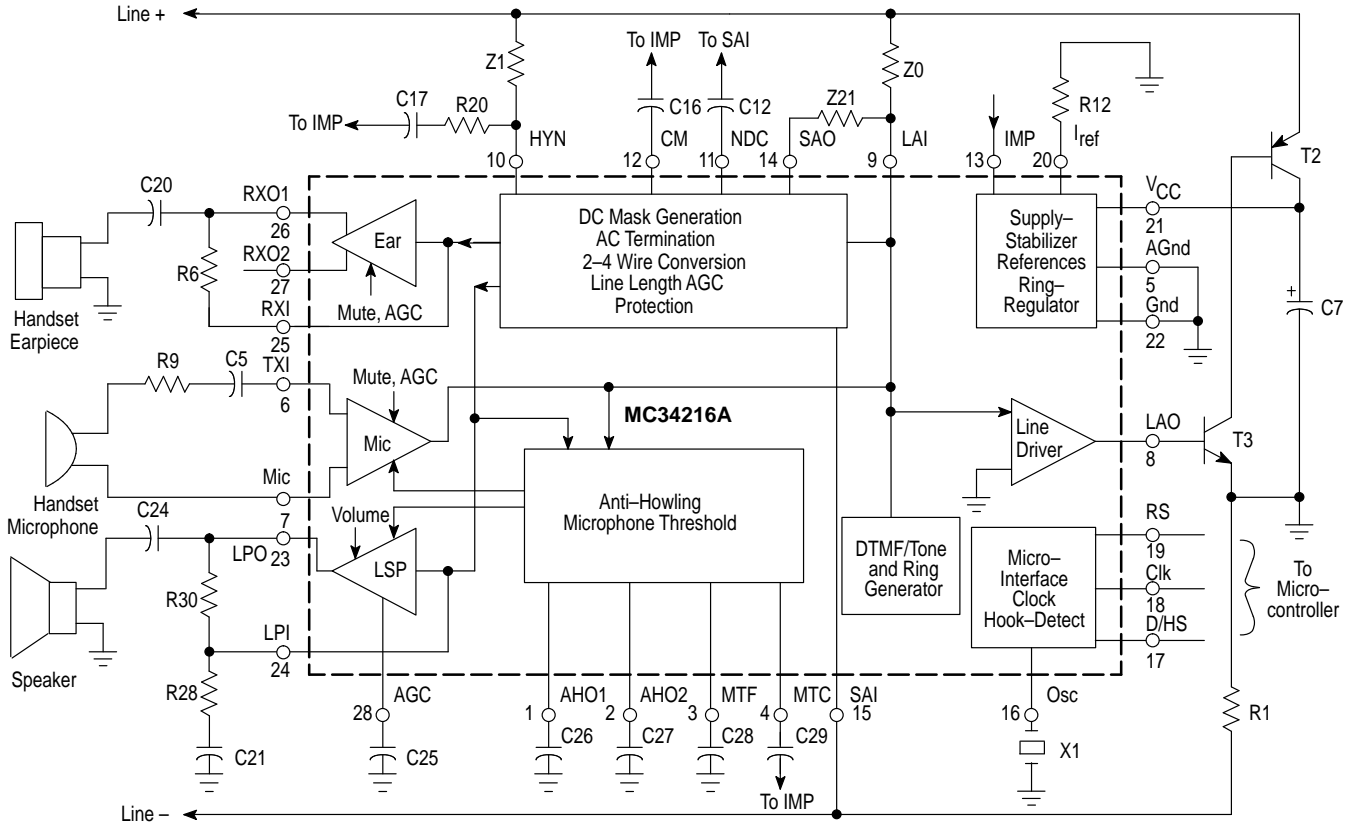 Line +
To IMP
To SAI
Z1
Z0
C17
R20
C16
C12
Z21
R12
To IMP
HYN
CM
NDC
SAO
LAI
IMP
Iref
10
12
11
14
9
13
20
T2
C20
RXO1
26
RXO2
27
R6
RXI
25
Ear
Mute, AGC
DC Mask Generation
AC Termination
2–4 Wire Conversion
Line Length AGC
Protection
Supply–
Stabilizer
References
Ring–
Regulator
VCC
21
AGnd
5
Gnd
22
+
C7
Handset
Earpiece
R9
C5
TXI
6
Mute, AGC
MC34216A
Mic
Line
Driver
LAO
8
T3
Handset
Microphone
Mic
7
C24
Volume
LPO
23
LSP
Anti–Howling
Microphone Threshold
DTMF/Tone
and Ring
Generator
Micro–
Interface
Clock
Hook–Detect
RS
19
Clk
18
D/HS
17
To
Micro–
controller
R30
LPI
24
Speaker
R28
C21
AGC
28
C25
AHO1
1
C26
AHO2
2
C27
MTF
3
C28
MTC
4
C29
To IMP
SAI
15
Osc
16
X1
R1
Line –